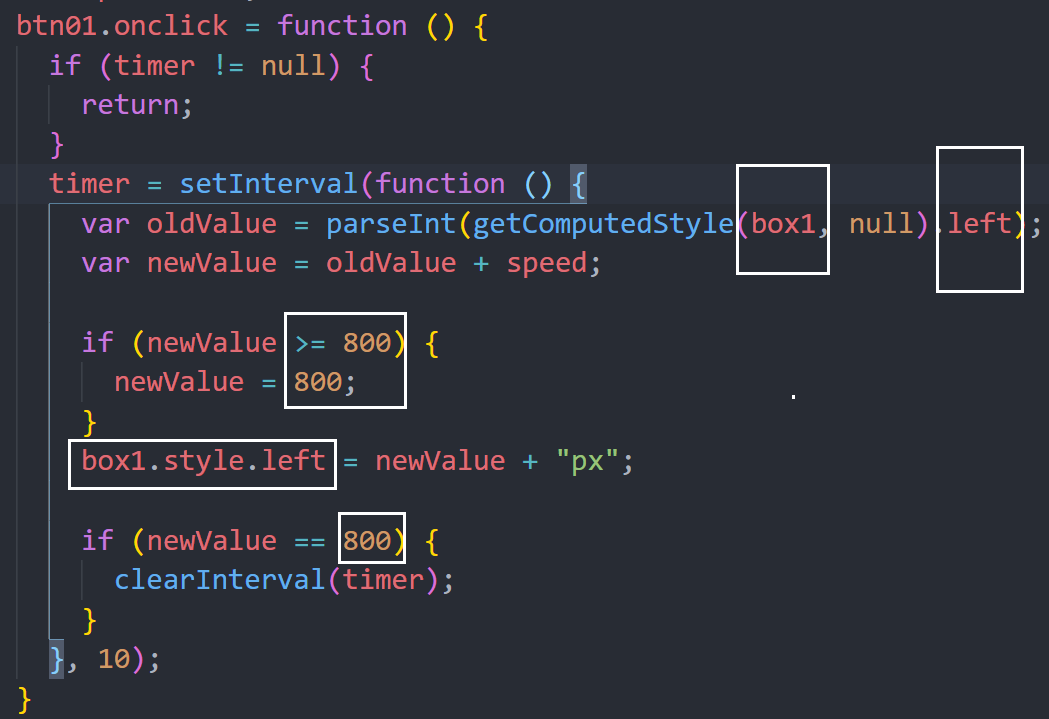 btn01.onclick = function () {
  if (timer != null) {
    return;
  }
  timer = setInterval(function () {
    var oldValue = parseInt(getComputedStyle(box1, null).left);
    var newValue = oldValue + speed;
    if (newValue >= 800) {
      newValue = 800;
    }
    box1.style.left = newValue + "px";
    if (newValue == 800) {
      clearInterval(timer);
    }
  }, 10);
}